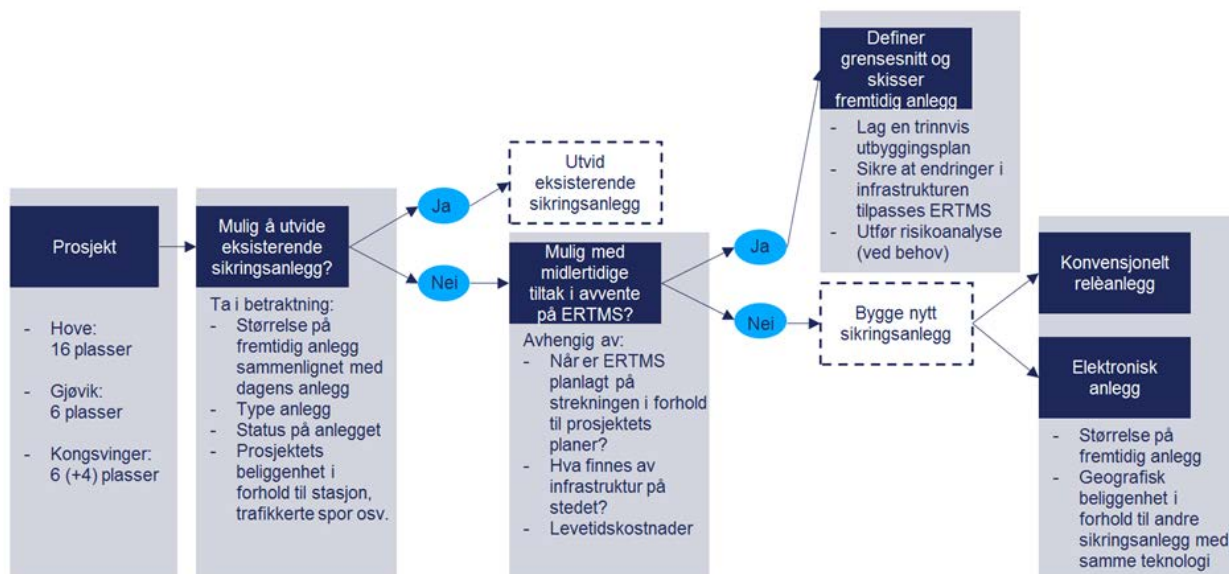 Prosjekt
- Hove:
16 plasser
- Gjøvik:
6 plasser
- Kongsvinger:
6 (+4) plasser
Mulig å utvide
eksisterende
sikringsanlegg?
Ta i betraktning:
- Størrelse på
fremtidig anlegg
sammenlignet med
dagens anlegg
- Type anlegg
- Status på anlegget
- Prosjektets
beliggenhet i
forhold til stasjon,
trafikkerte spor osv.
Ja
Nei
Utvid
eksisterende
sikringsanlegg
Mulig med
midlertidige
tiltak i avvente
på ERTMS?
Avhengig av:
- Når er ERTMS
planlagt på
strekningen i forhold
til prosjektets
planer?
- Hva finnes av
infrastruktur på
stedet?
- Levetidskostnader
Ja
Nei
Definer
grensesnitt og
skisser
fremtidig anlegg
- Lag en trinnvis
utbyggingsplan
- Sikre at endringer i
infrastrukturen
tilpasses ERTMS
- Utfør risikoanalyse
(ved behov)
Bygge nytt
sikringsanlegg
Konvensjonelt
relèanlegg
Elektronisk
anlegg
- Størrelse på
fremtidig anlegg
- Geografisk
beliggenhet i
forhold til andre
sikringsanlegg med
samme teknologi